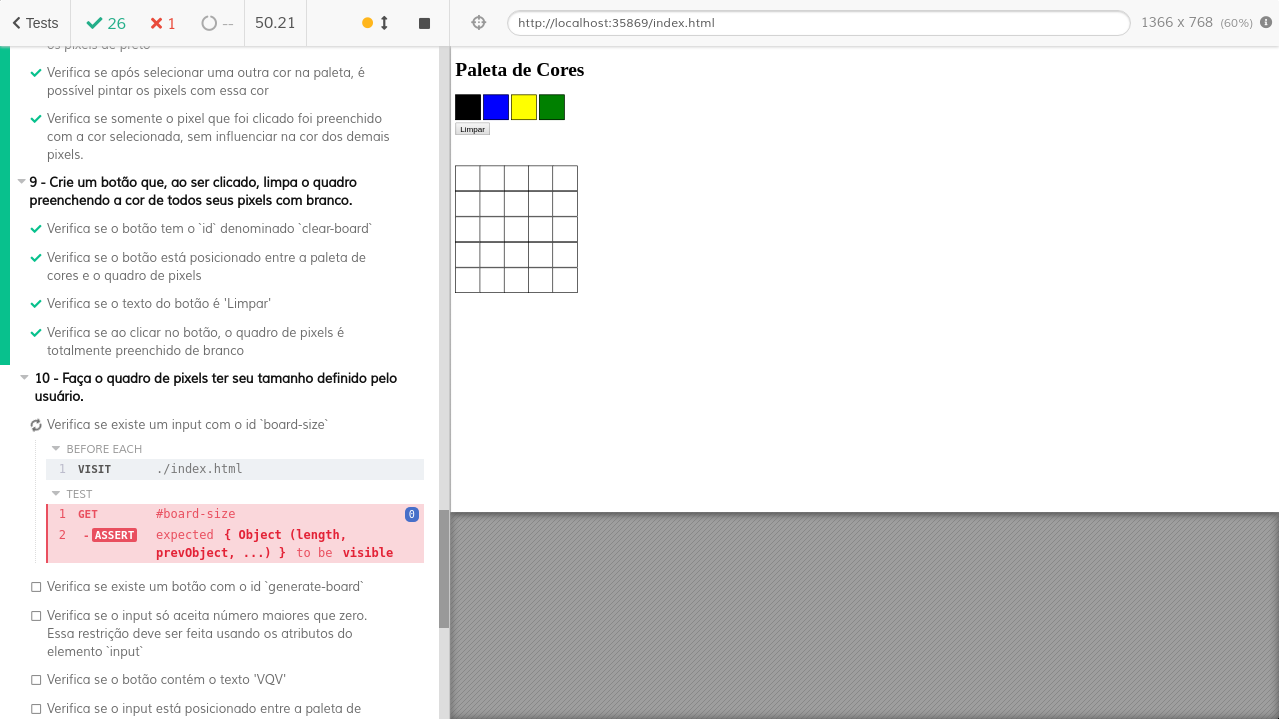 Tests
26
1
--
50.21
http://localhost:35869/index.html
1366 x 768 (60%)
os pixels de preto
Verifica se após selecionar uma outra cor na paleta, é
possível pintar os pixels com essa cor
Verifica se somente o pixel que foi clicado foi preenchido
com a cor selecionada, sem influenciar na cor dos demais
pixels.
9 - Crie um botão que, ao ser clicado, limpa o quadro
preenchendo a cor de todos seus pixels com branco.
Verifica se o botão tem o `id` denominado `clear-board`
Verifica se o botão está posicionado entre a paleta de
cores e o quadro de pixels
Verifica se o texto do botão é 'Limpar'
Verifica se ao clicar no botão, o quadro de pixels é
totalmente preenchido de branco
10 - Faça o quadro de pixels ter seu tamanho definido pelo
usuário.
Verifica se existe um input com o id `board-size`
BEFORE EACH
1 VISIT ./index.html
TEST
1 GET #board-size 0
2 -ASSERT expected { Object (length,
prevObject, ...) } to be visible
Verifica se existe um botão com o id `generate-board`
Verifica se o input só aceita número maiores que zero.
Essa restrição deve ser feita usando os atributos do
elemento `input`
Verifica se o botão contém o texto 'VQV'
Verifica se o input está posicionado entre a paleta de
Paleta de Cores
Limpar